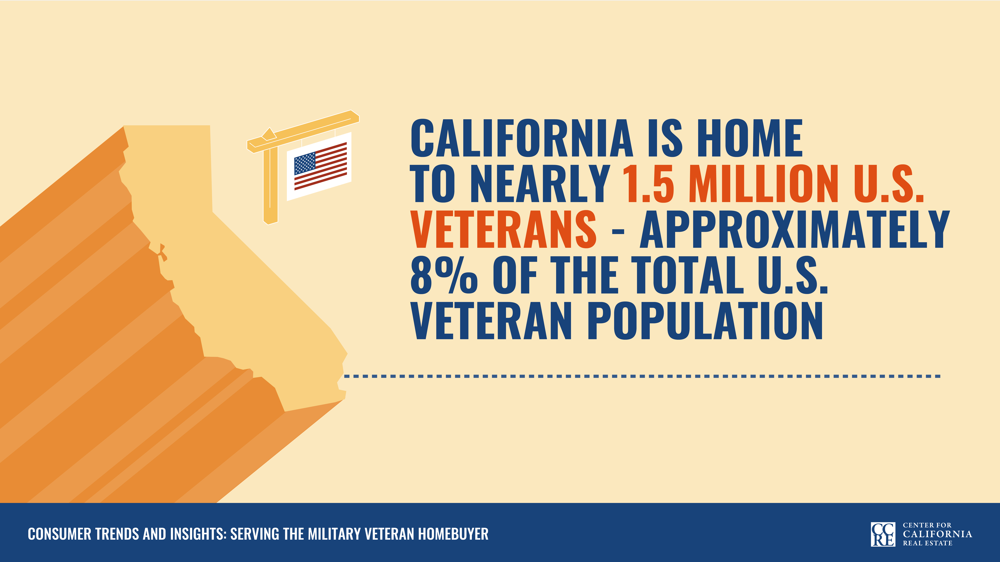 CALIFORNIA IS HOME
TO NEARLY 1.5 MILLION U.S.
VETERANS - APPROXIMATELY
8% OF THE TOTAL U.S.
VETERAN POPULATION
CONSUMER TRENDS AND INSIGHTS: SERVING THE MILITARY VETERAN HOMEBUYER
CC
RE
CENTER FOR
CALIFORNIA
REAL ESTATE